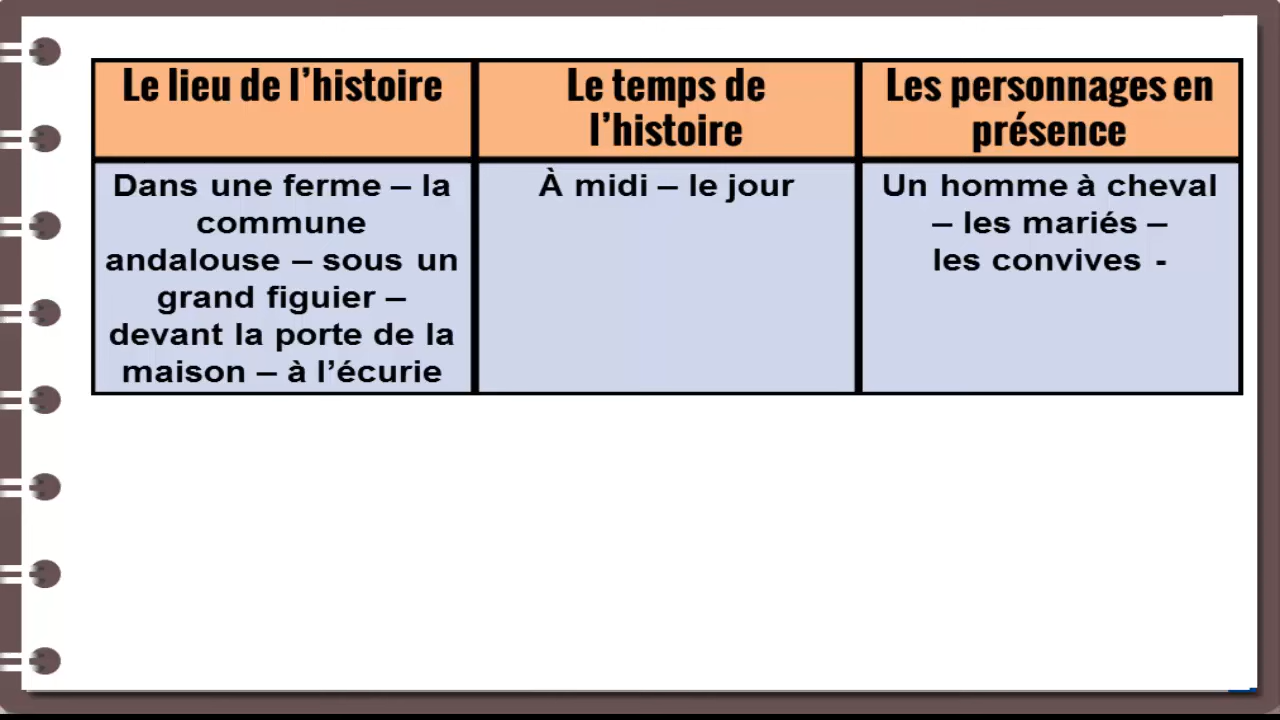 Le lieu de l’histoire
Le temps de
l’histoire
Les personnages en
présence
Dans une ferme – la
commune
andalouse – sous un
grand figuier –
devant la porte de la
maison – à l’écurie
À midi – le jour
Un homme à cheval
– les mariés –
les convives -